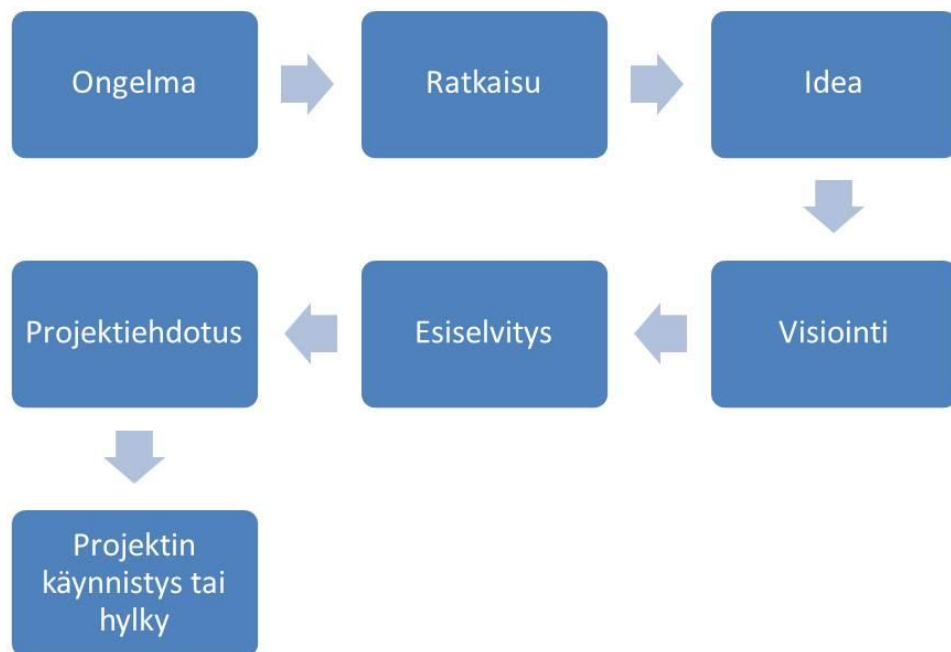 Ongelma
Ratkaisu
Idea
Visiointi
Esiselvitys
Projektiehdotus
Projektin
käynnistys tai
hylky